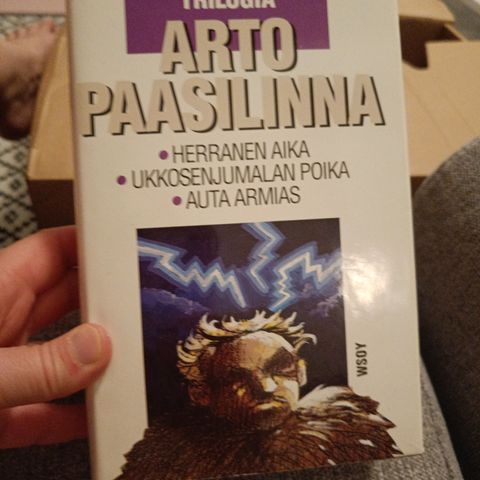 TRILOGIA
ARTO
PAASILINNA
• HERRANEN AIKA
• UKKOSENJUMALAN POIKA
• AUTA ARMIAS
WSOY